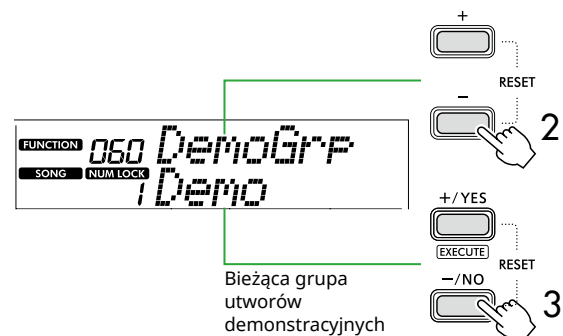 +
RESET
-
2
FUNCTION 060 DemoGrp
SONG NUM LOCK 1 Demo
+/YES
EXECUTE
RESET
−/NO
3
Bieżąca grupa
utworów
demonstracyjnych